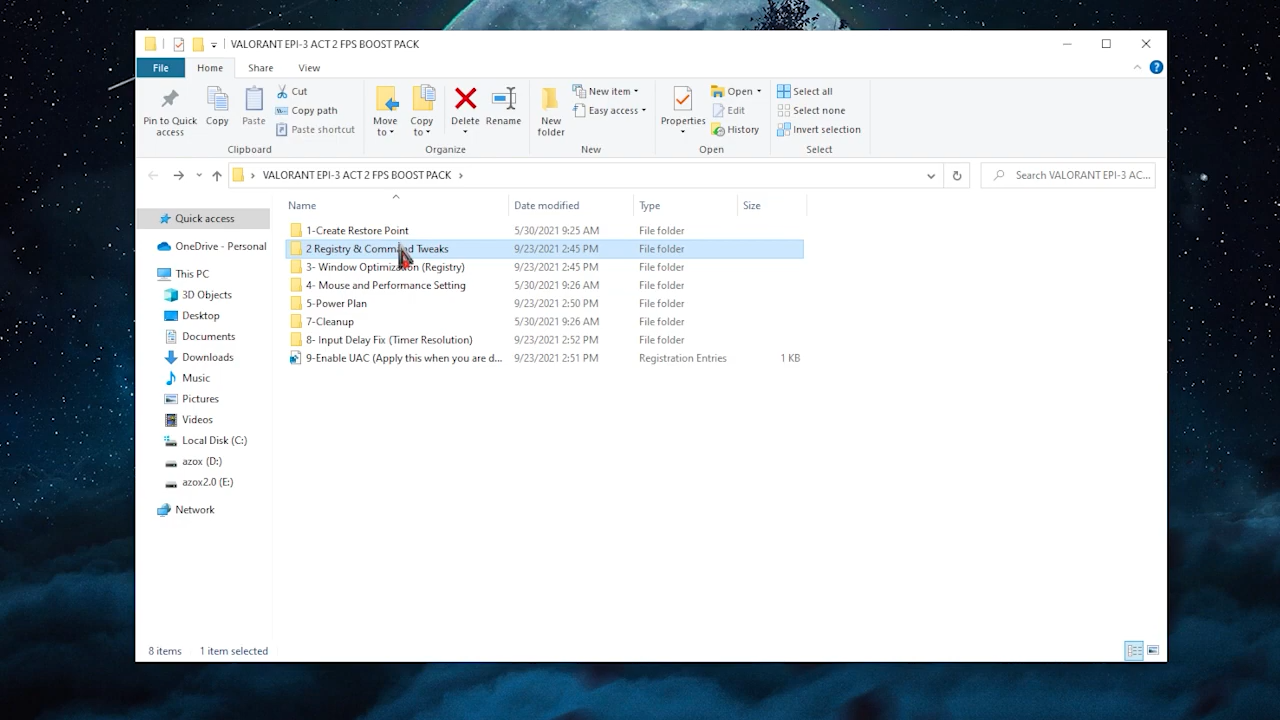 VALORANT EPI-3 ACT 2 FPS BOOST PACK
File Home Share View
Pin to Quick access
Copy
Paste
Cut
Copy path
Paste shortcut
Clipboard
Move to
Copy to
Delete
Rename
Organize
New folder
New item
Easy access
New
Properties
Open
Edit
History
Open
Select all
Select none
Invert selection
Select
VALORANT EPI-3 ACT 2 FPS BOOST PACK
Search VALORANT EPI-3 AC...
Quick access
OneDrive - Personal
This PC
3D Objects
Desktop
Documents
Downloads
Music
Pictures
Videos
Local Disk (C:)
azox (D:)
azox2.0 (E:)
Network
Name Date modified Type Size
1-Create Restore Point 5/30/2021 9:25 AM File folder
2 Registry & Command Tweaks 9/23/2021 2:45 PM File folder
3- Window Optimization (Registry) 9/23/2021 2:45 PM File folder
4- Mouse and Performance Setting 5/30/2021 9:26 AM File folder
5-Power Plan 9/23/2021 2:50 PM File folder
7-Cleanup 5/30/2021 9:26 AM File folder
8- Input Delay Fix (Timer Resolution) 9/23/2021 2:52 PM File folder
9-Enable UAC (Apply this when you are d... 9/23/2021 2:51 PM Registration Entries 1 KB
8 items 1 item selected